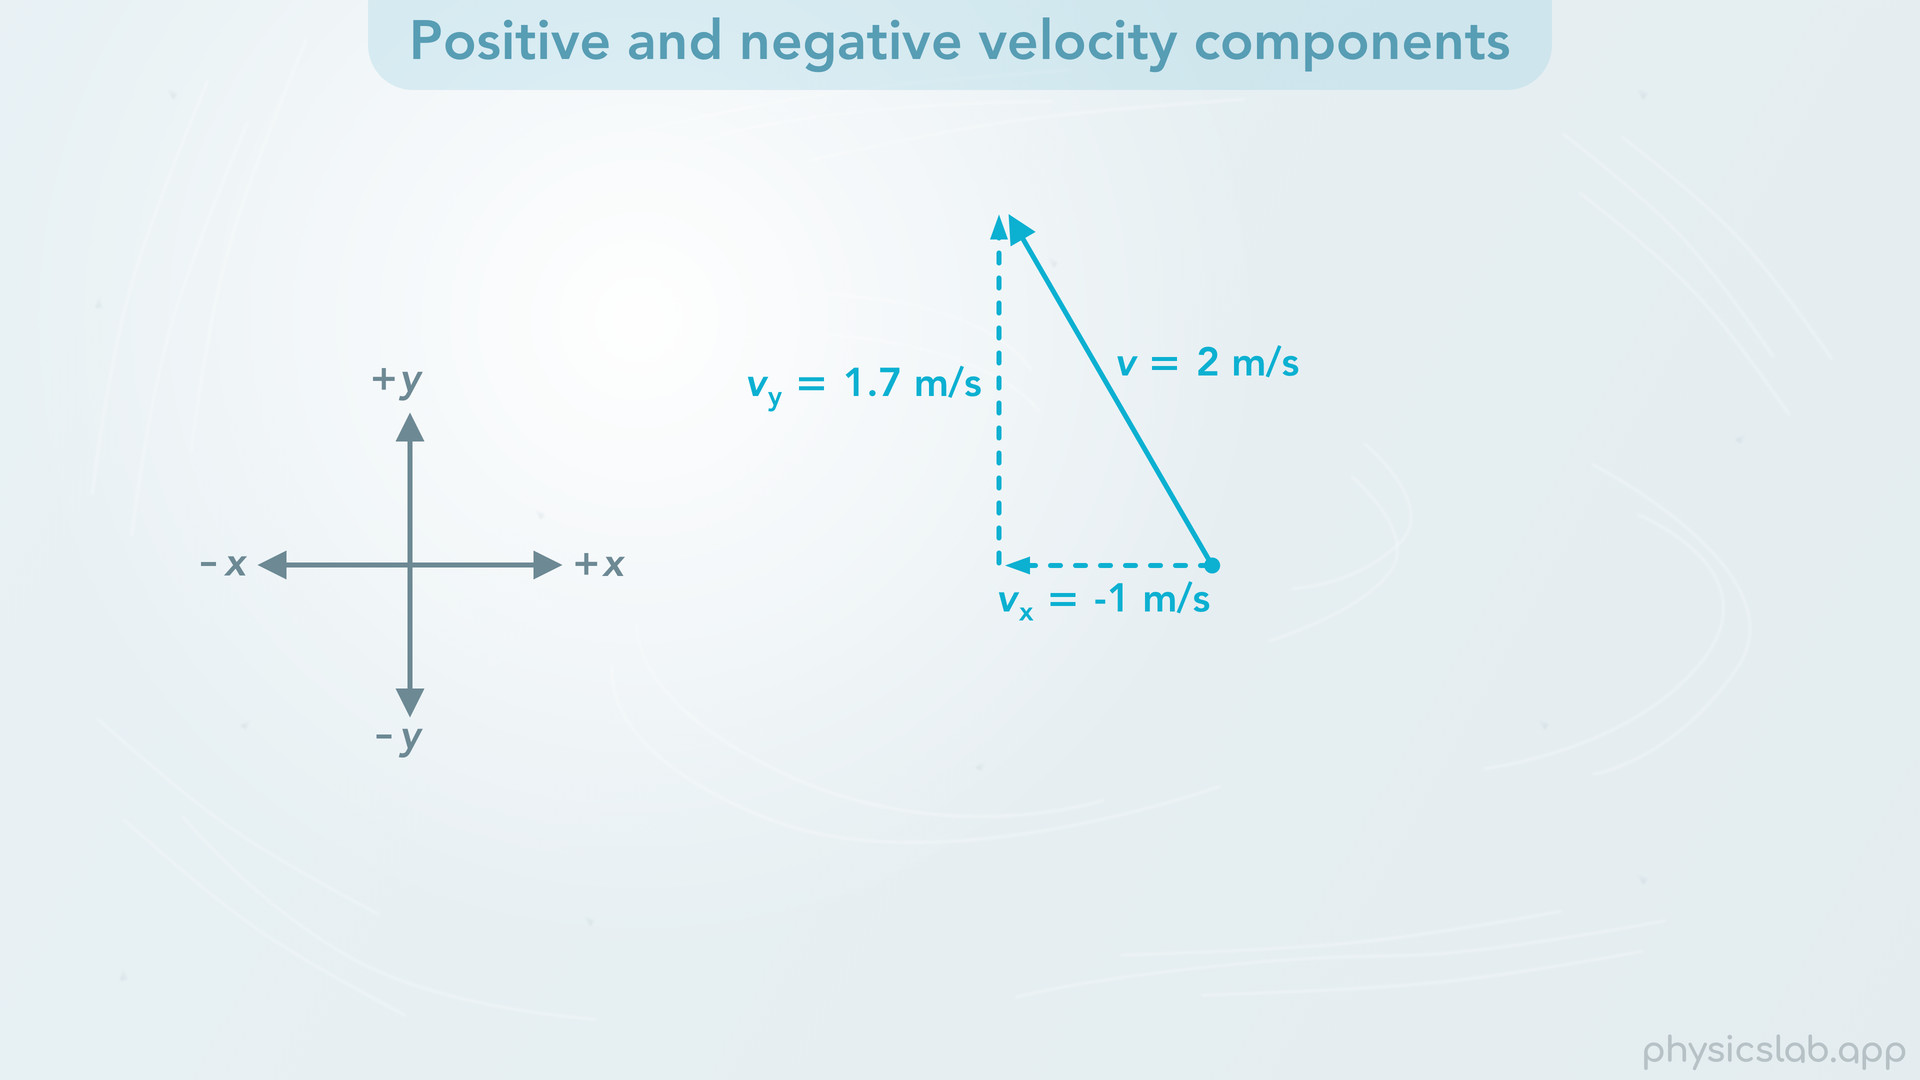 Positive and negative velocity components
+y
-x
+x
-y
vy = 1.7 m/s
v = 2 m/s
vx = -1 m/s
physicslab.app